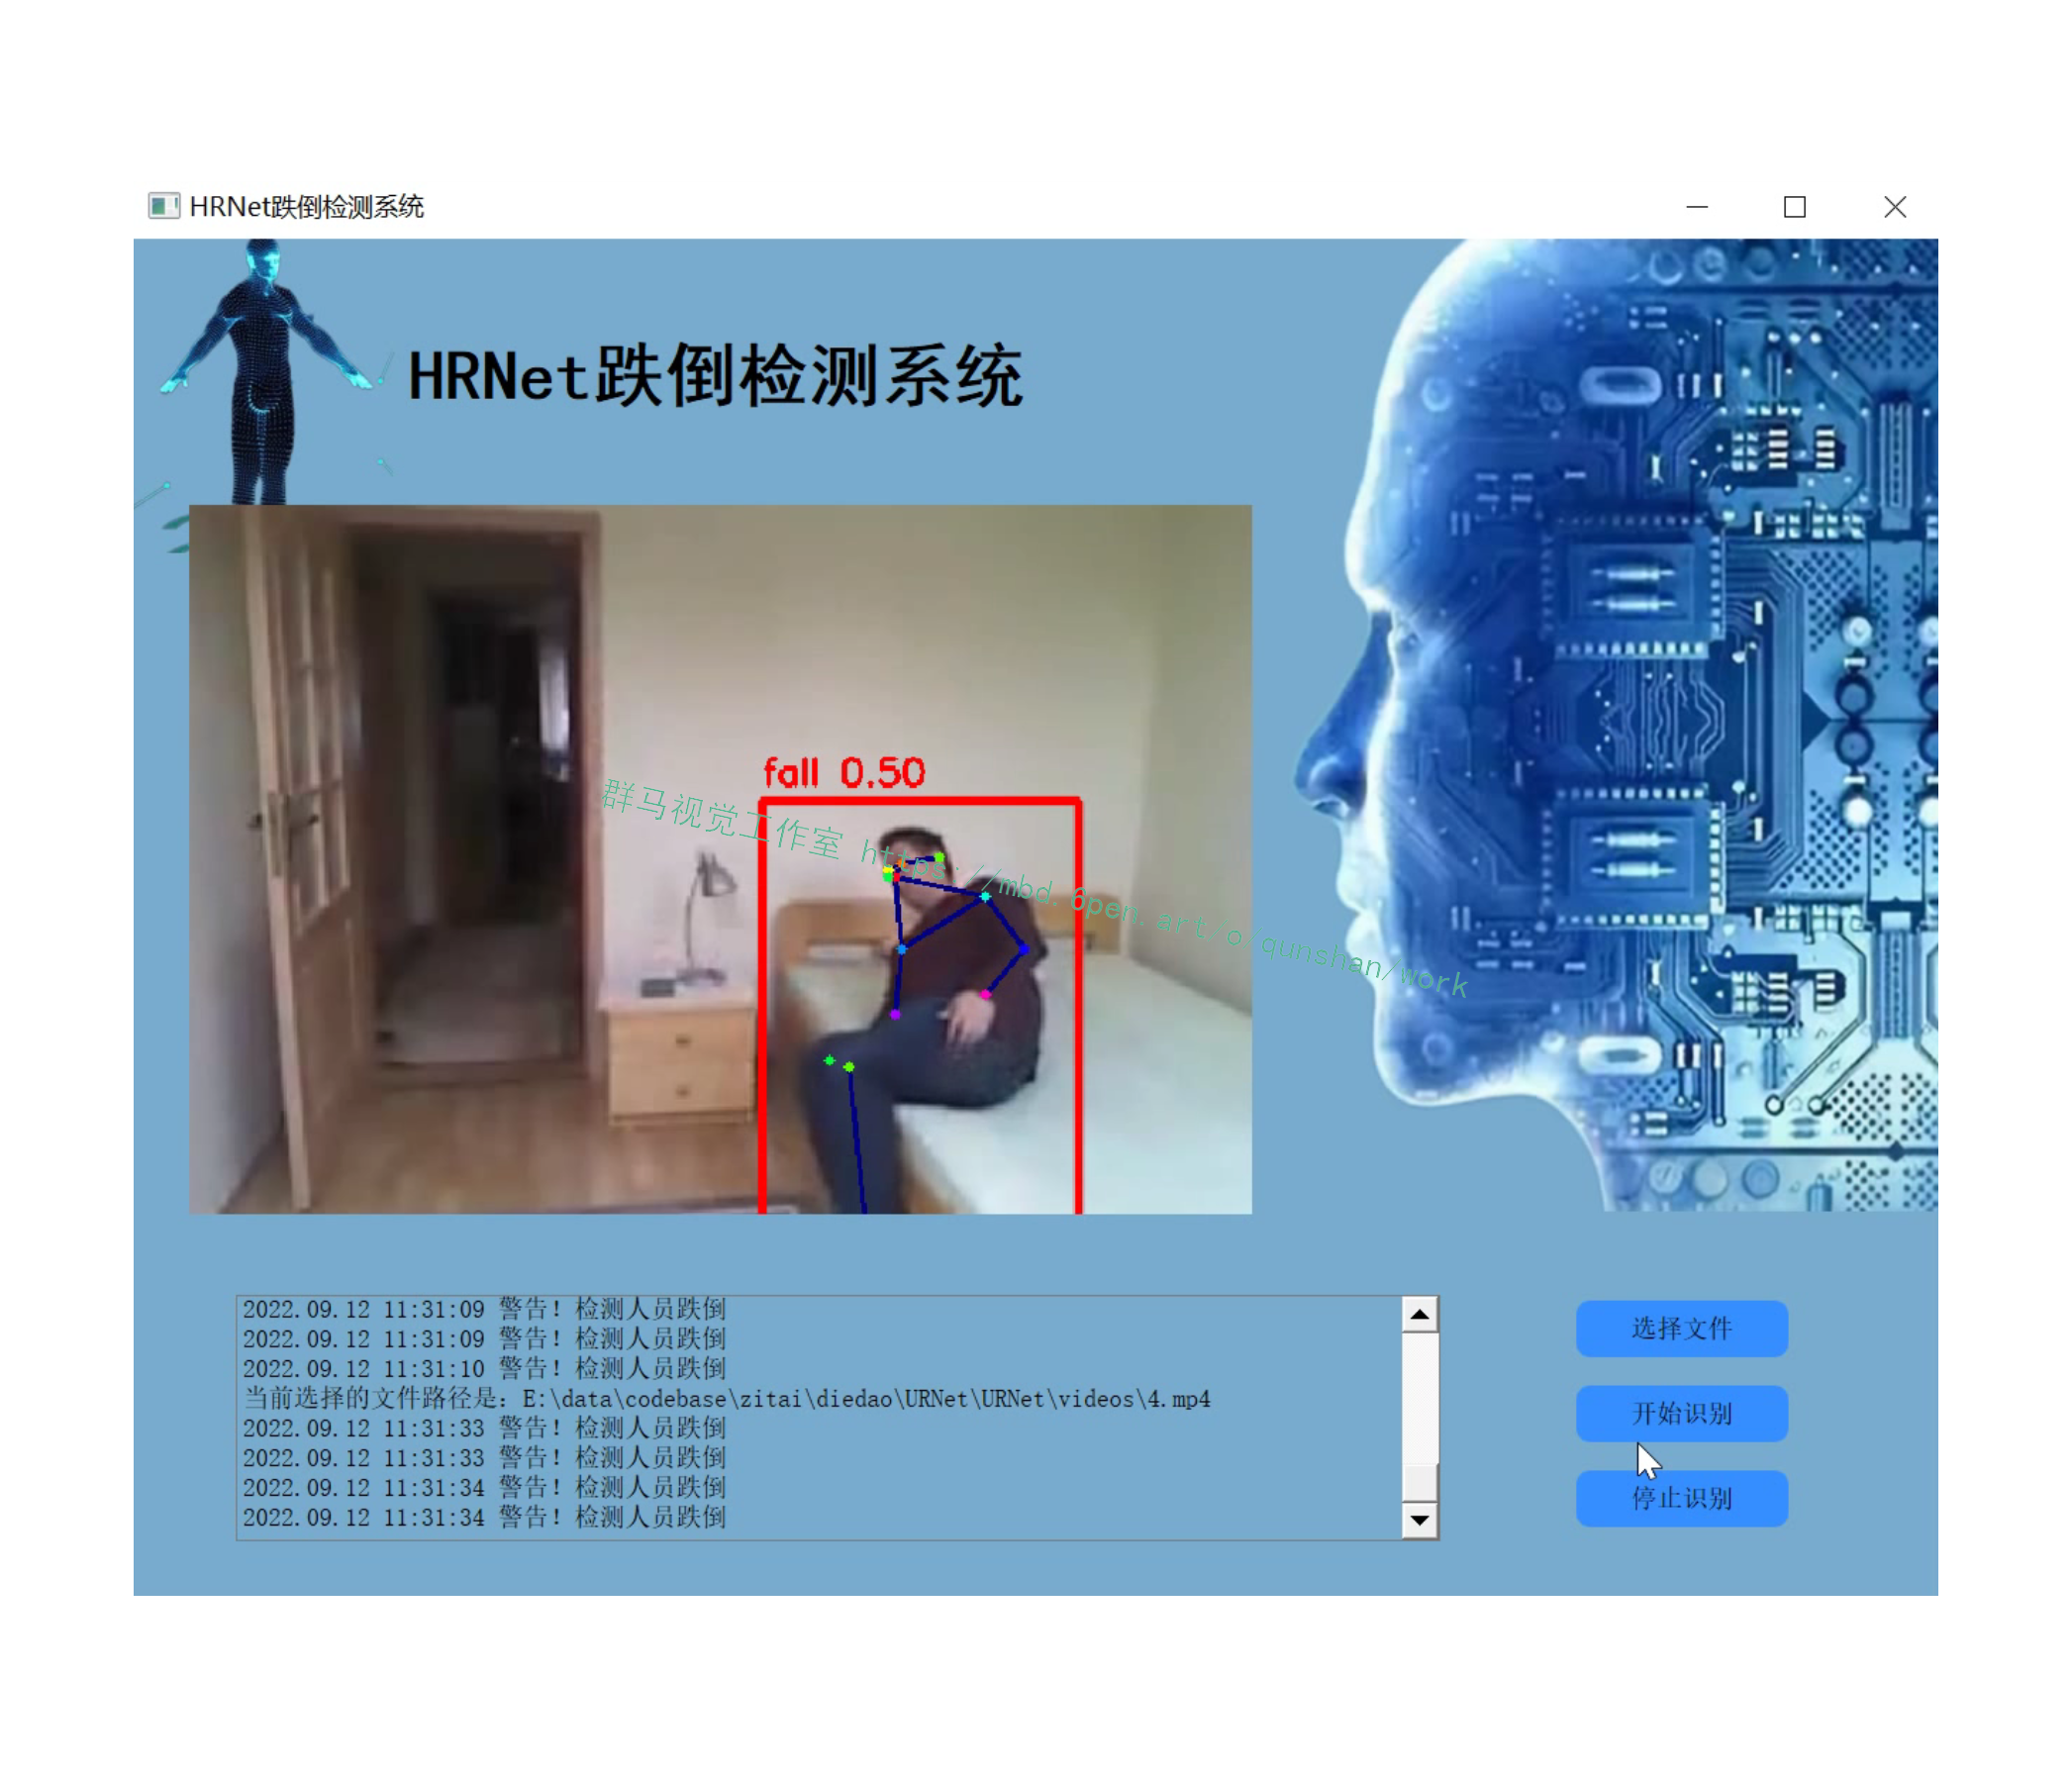 HRNet跌倒检测系统
HRNet跌倒检测系统
fall 0.50
群马视觉工作室 https://mbd.6pen.art/o/qunshan/work
2022.09.12 11:31:09 警告！检测人员跌倒
2022.09.12 11:31:09 警告！检测人员跌倒
2022.09.12 11:31:10 警告！检测人员跌倒
当前选择的文件路径是：E:\data\codebase\zitai\diedao\URNet\URNet\videos\4.mp4
2022.09.12 11:31:33 警告！检测人员跌倒
2022.09.12 11:31:33 警告！检测人员跌倒
2022.09.12 11:31:34 警告！检测人员跌倒
2022.09.12 11:31:34 警告！检测人员跌倒
选择文件
开始识别
停止识别